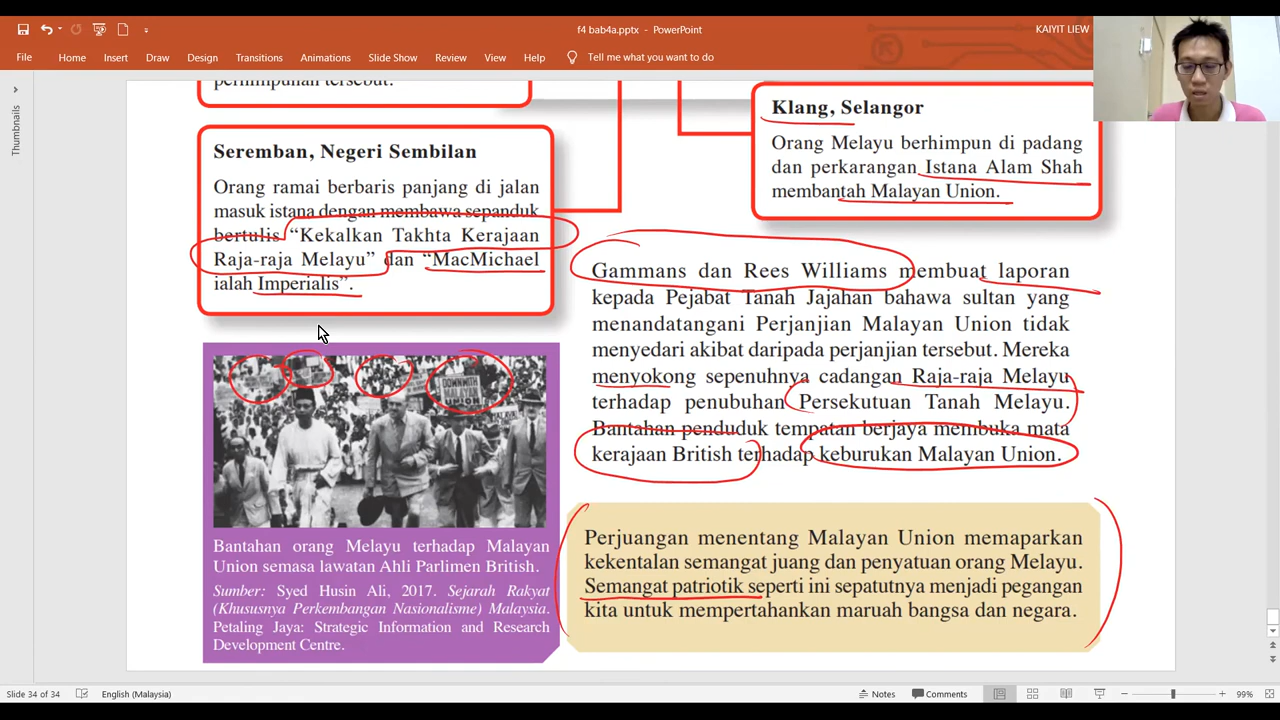 f4 bab4a.pptx - PowerPoint
KAIYIT LIEW
File Home Insert Draw Design Transitions Animations Slide Show Review View Help Tell me what you want to do
Thumbnails
perhimpunan tersebut.
Seremban, Negeri Sembilan
Orang ramai berbaris panjang di jalan
masuk istana dengan membawa sepanduk
bertulis “Kekalkan Takhta Kerajaan
Raja-raja Melayu” dan “MacMichael
ialah Imperialis”.
Klang, Selangor
Orang Melayu berhimpun di padang
dan perkarangan Istana Alam Shah
membantah Malayan Union.
Gammans dan Rees Williams membuat laporan
kepada Pejabat Tanah Jajahan bahawa sultan yang
menandatangani Perjanjian Malayan Union tidak
menyedari akibat daripada perjanjian tersebut. Mereka
menyokong sepenuhnya cadangan Raja-raja Melayu
terhadap penubuhan Persekutuan Tanah Melayu.
Bantahan penduduk tempatan berjaya membuka mata
kerajaan British terhadap keburukan Malayan Union.
DOWN WITH
MALAYAN
UNION
Bantahan orang Melayu terhadap Malayan
Union semasa lawatan Ahli Parlimen British.
Sumber: Syed Husin Ali, 2017. Sejarah Rakyat
(Khususnya Perkembangan Nasionalisme) Malaysia.
Petaling Jaya: Strategic Information and Research
Development Centre.
Perjuangan menentang Malayan Union memaparkan
kekentalan semangat juang dan penyatuan orang Melayu.
Semangat patriotik seperti ini sepatutnya menjadi pegangan
kita untuk mempertahankan maruah bangsa dan negara.
Slide 34 of 34 English (Malaysia) Notes Comments 99%